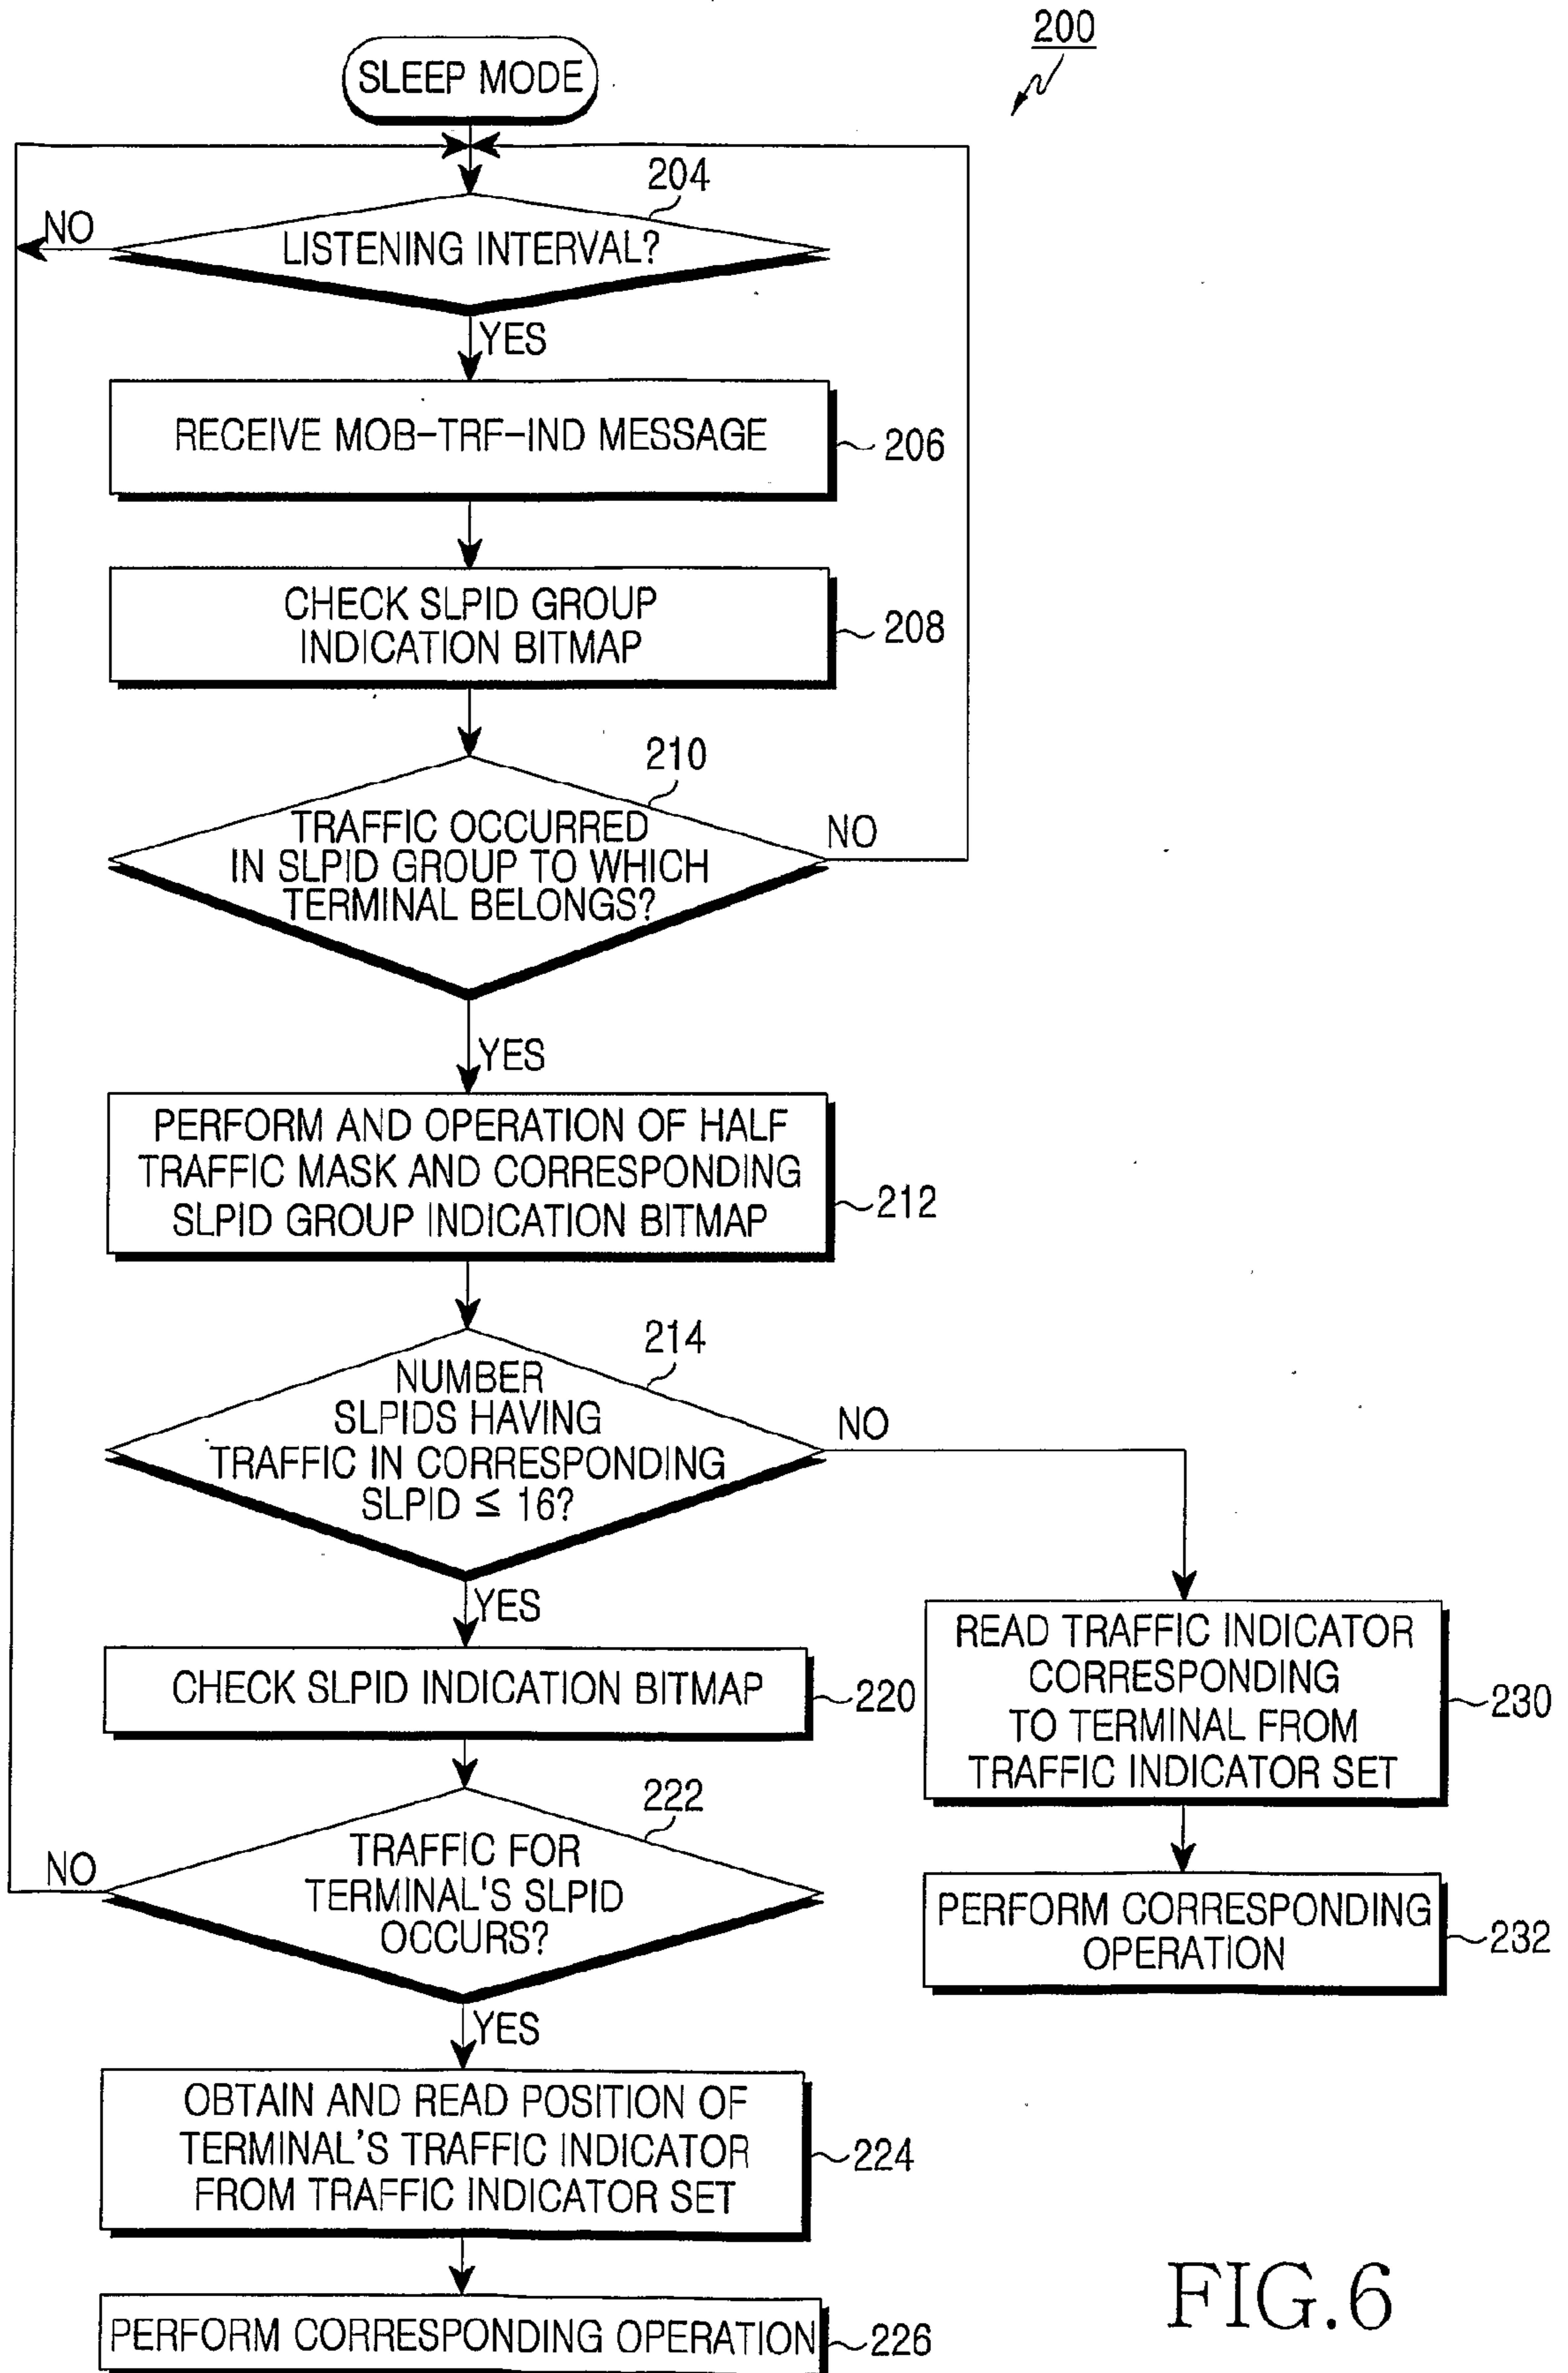 200
SLEEP MODE
204
LISTENING INTERVAL?
NO
YES
RECEIVE MOB-TRF-IND MESSAGE
206
CHECK SLPID GROUP
INDICATION BITMAP
208
210
TRAFFIC OCCURRED
IN SLPID GROUP TO WHICH
TERMINAL BELONGS?
NO
YES
PERFORM AND OPERATION OF HALF
TRAFFIC MASK AND CORRESPONDING
SLPID GROUP INDICATION BITMAP
212
214
NUMBER
SLPIDS HAVING
TRAFFIC IN CORRESPONDING
SLPID ≤ 16?
NO
YES
CHECK SLPID INDICATION BITMAP
220
READ TRAFFIC INDICATOR
CORRESPONDING
TO TERMINAL FROM
TRAFFIC INDICATOR SET
230
222
TRAFFIC FOR
TERMINAL'S SLPID
OCCURS?
NO
YES
PERFORM CORRESPONDING
OPERATION
232
OBTAIN AND READ POSITION OF
TERMINAL'S TRAFFIC INDICATOR
FROM TRAFFIC INDICATOR SET
224
PERFORM CORRESPONDING OPERATION
226
FIG.6